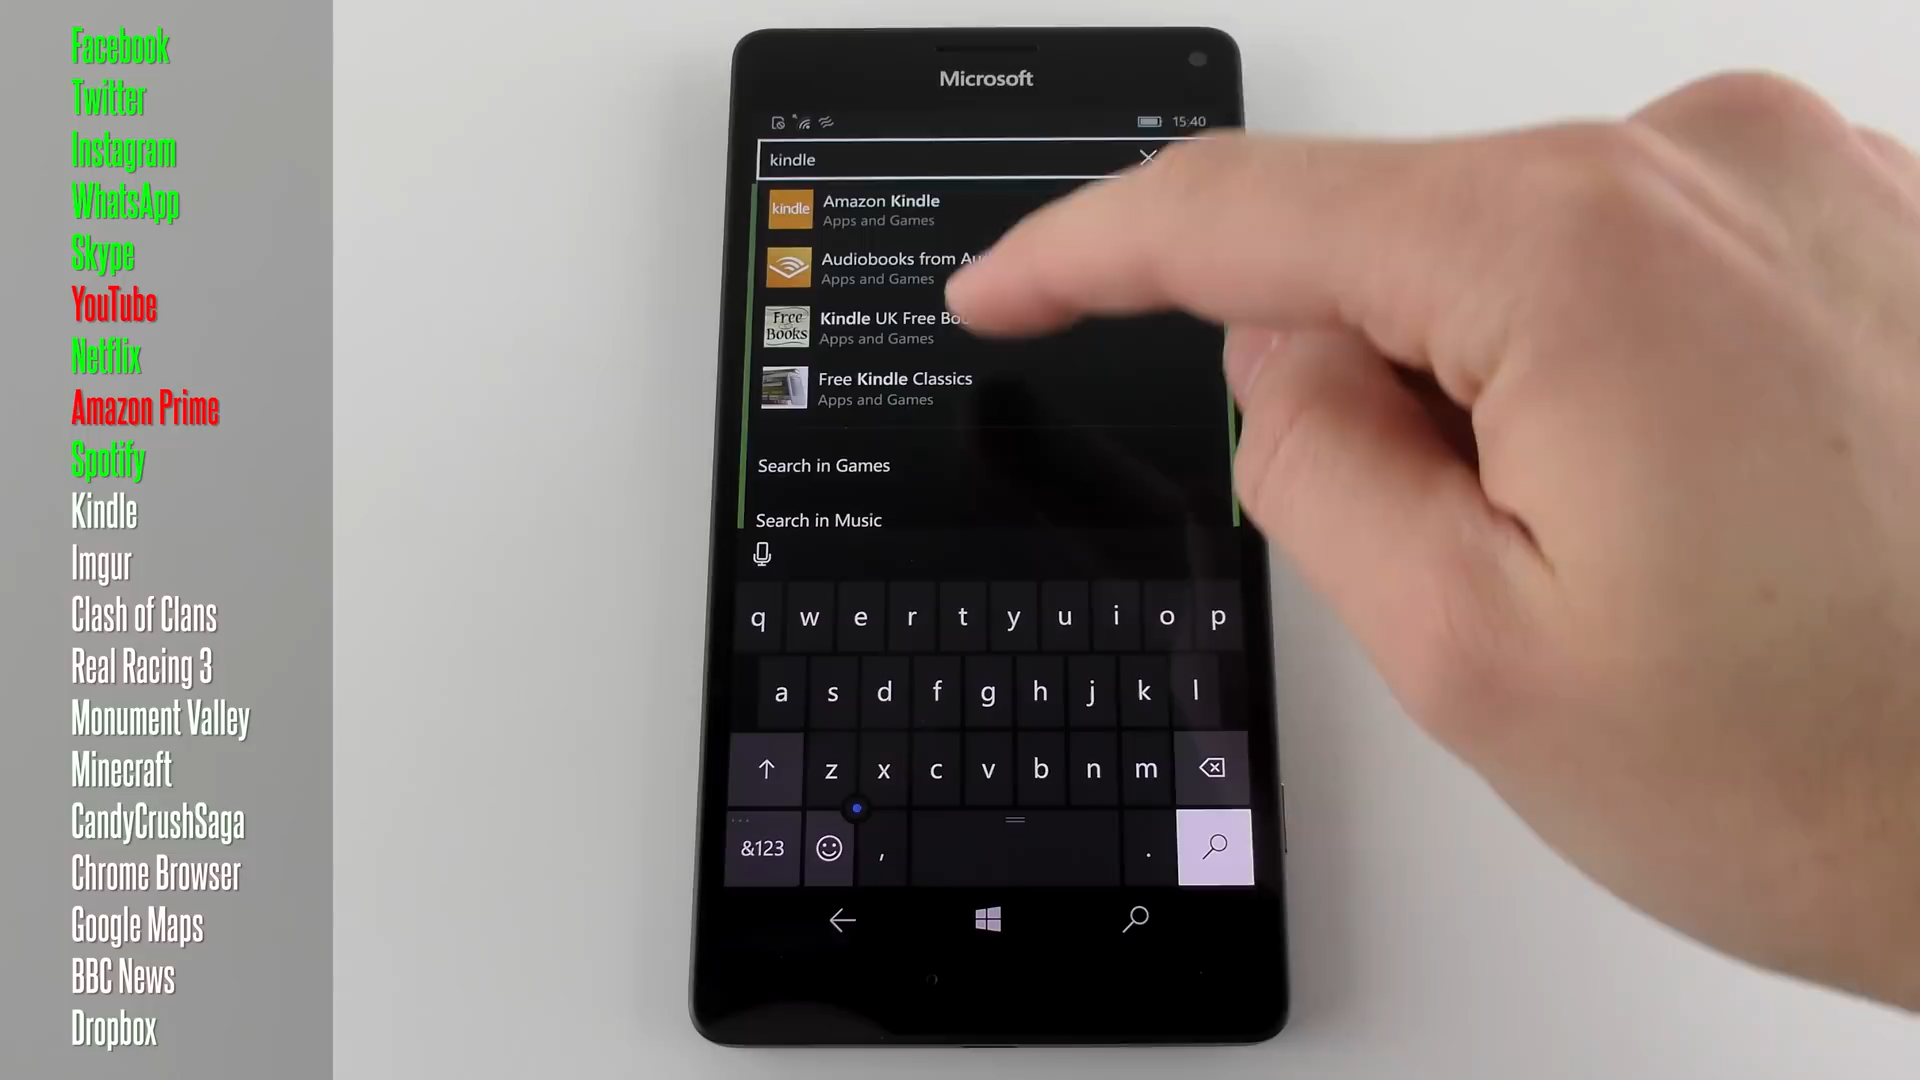 Facebook
Twitter
Instagram
WhatsApp
Skype
YouTube
Netflix
Amazon Prime
Spotify
Kindle
Imgur
Clash of Clans
Real Racing 3
Monument Valley
Minecraft
CandyCrushSaga
Chrome Browser
Google Maps
BBC News
Dropbox
Microsoft
15:40
kindle
kindle
Amazon Kindle
Apps and Games
Audiobooks from
Apps and Games
Free Books
Kindle UK Free
Apps and Games
Free Kindle Classics
Apps and Games
Search in Games
Search in Music
q w e r t y u i o p
a s d f g h j k l
z x c v b n m
&123 , .